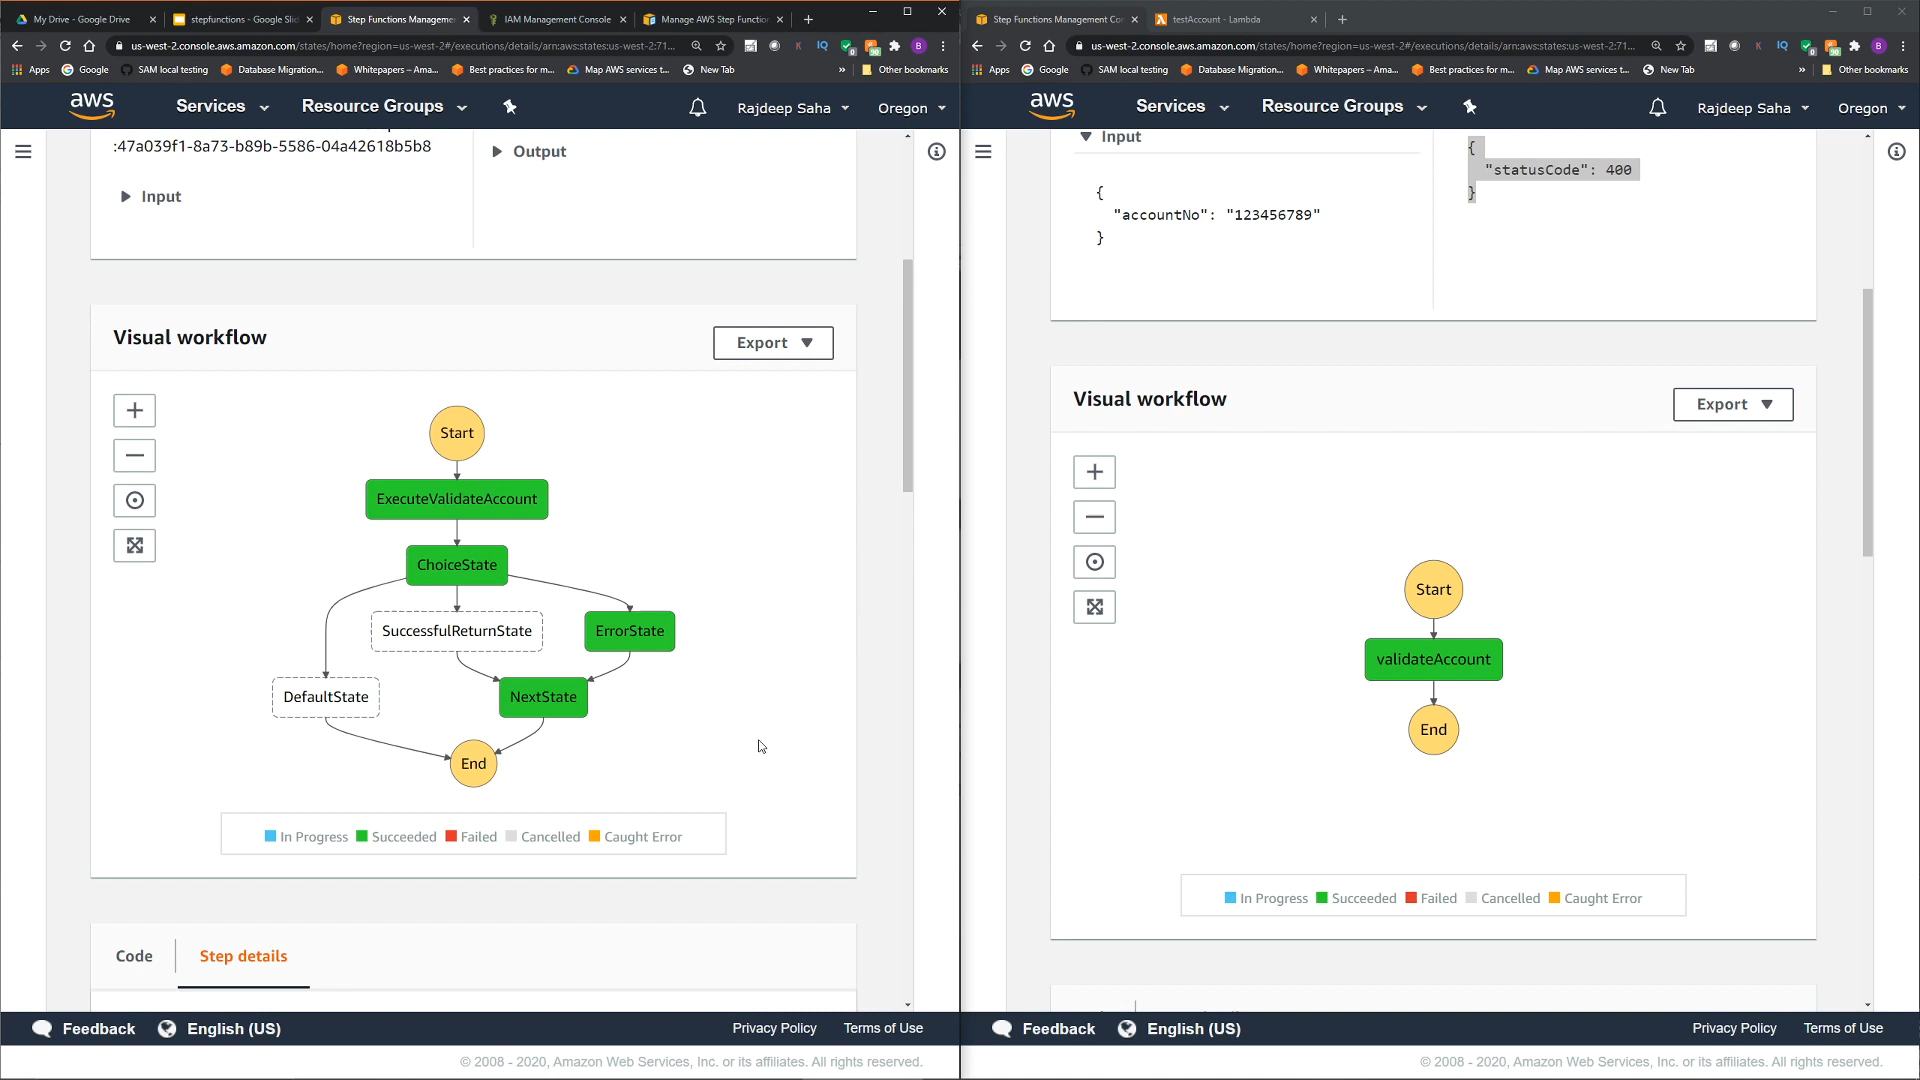 My Drive - Google Drive
stepfunctions - Google Slid
Step Functions Manageme
IAM Management Console
Manage AWS Step Function
us-west-2.console.aws.amazon.com/states/home?region=us-west-2#/executions/details/arn:aws:states:us-west-2:71...
Apps
Google
SAM local testing
Database Migration...
Whitepapers – Ama...
Best practices for m...
Map AWS services t...
New Tab
»
Other bookmarks
aws
Services
Resource Groups
Rajdeep Saha
Oregon
:47a039f1-8a73-b89b-5586-04a42618b5b8
Output
Input
Visual workflow
Export
Start
ExecuteValidateAccount
ChoiceState
SuccessfulReturnState
ErrorState
DefaultState
NextState
End
In Progress
Succeeded
Failed
Cancelled
Caught Error
Code
Step details
Feedback
English (US)
Privacy Policy
Terms of Use
© 2008 - 2020, Amazon Web Services, Inc. or its affiliates. All rights reserved.
Step Functions Management Co
testAccount - Lambda
us-west-2.console.aws.amazon.com/states/home?region=us-west-2#/executions/details/arn:aws:states:us-west-2:71...
Apps
Google
SAM local testing
Database Migration...
Whitepapers – Ama...
Best practices for m...
Map AWS services t...
New Tab
»
Other bookmarks
aws
Services
Resource Groups
Rajdeep Saha
Oregon
Input
{
"accountNo": "123456789"
}
{
"statusCode": 400
}
Visual workflow
Export
Start
validateAccount
End
In Progress
Succeeded
Failed
Cancelled
Caught Error
Feedback
English (US)
Privacy Policy
Terms of Use
© 2008 - 2020, Amazon Web Services, Inc. or its affiliates. All rights reserved.